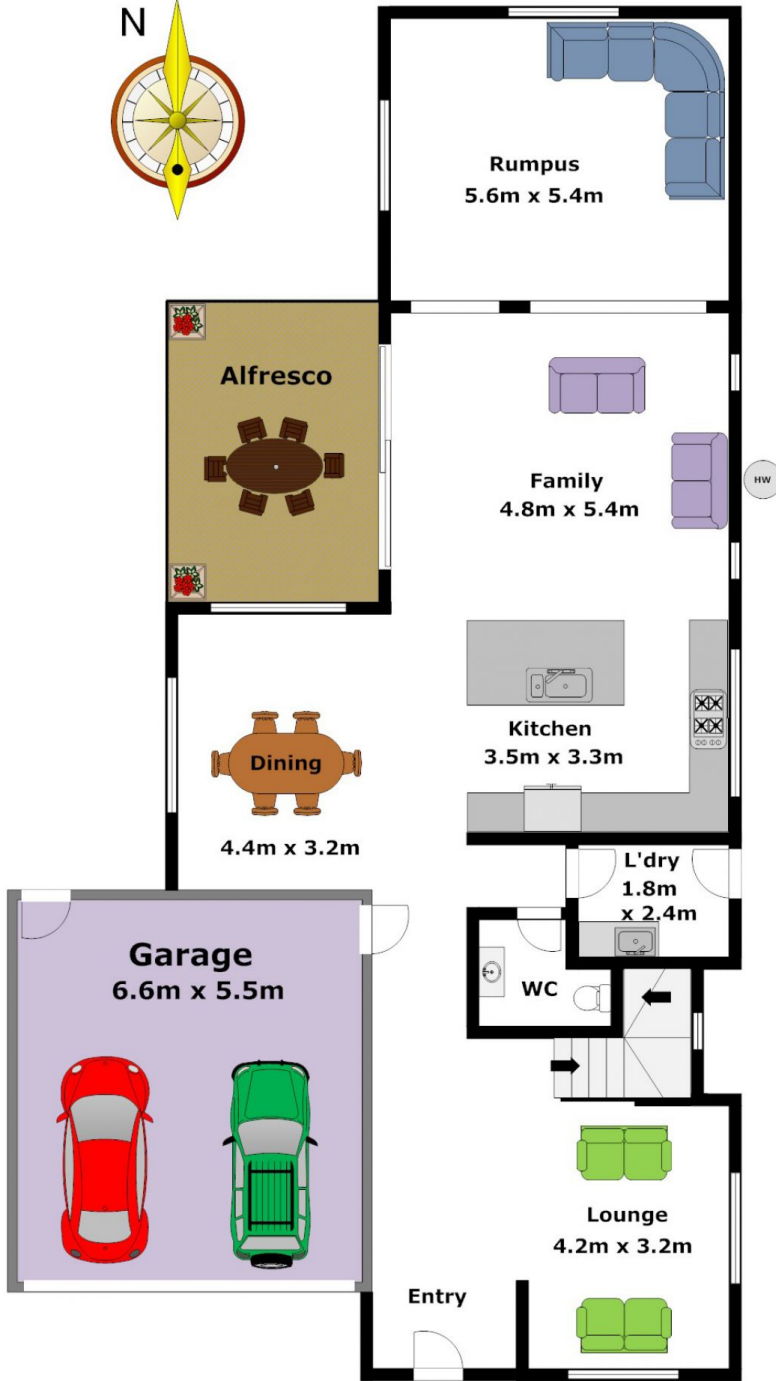 N
Rumpus
5.6m x 5.4m
Alfresco
Family
4.8m x 5.4m
HW
Kitchen
3.5m x 3.3m
Dining
4.4m x 3.2m
L'dry
1.8m
x 2.4m
Garage
6.6m x 5.5m
WC
Lounge
4.2m x 3.2m
Entry